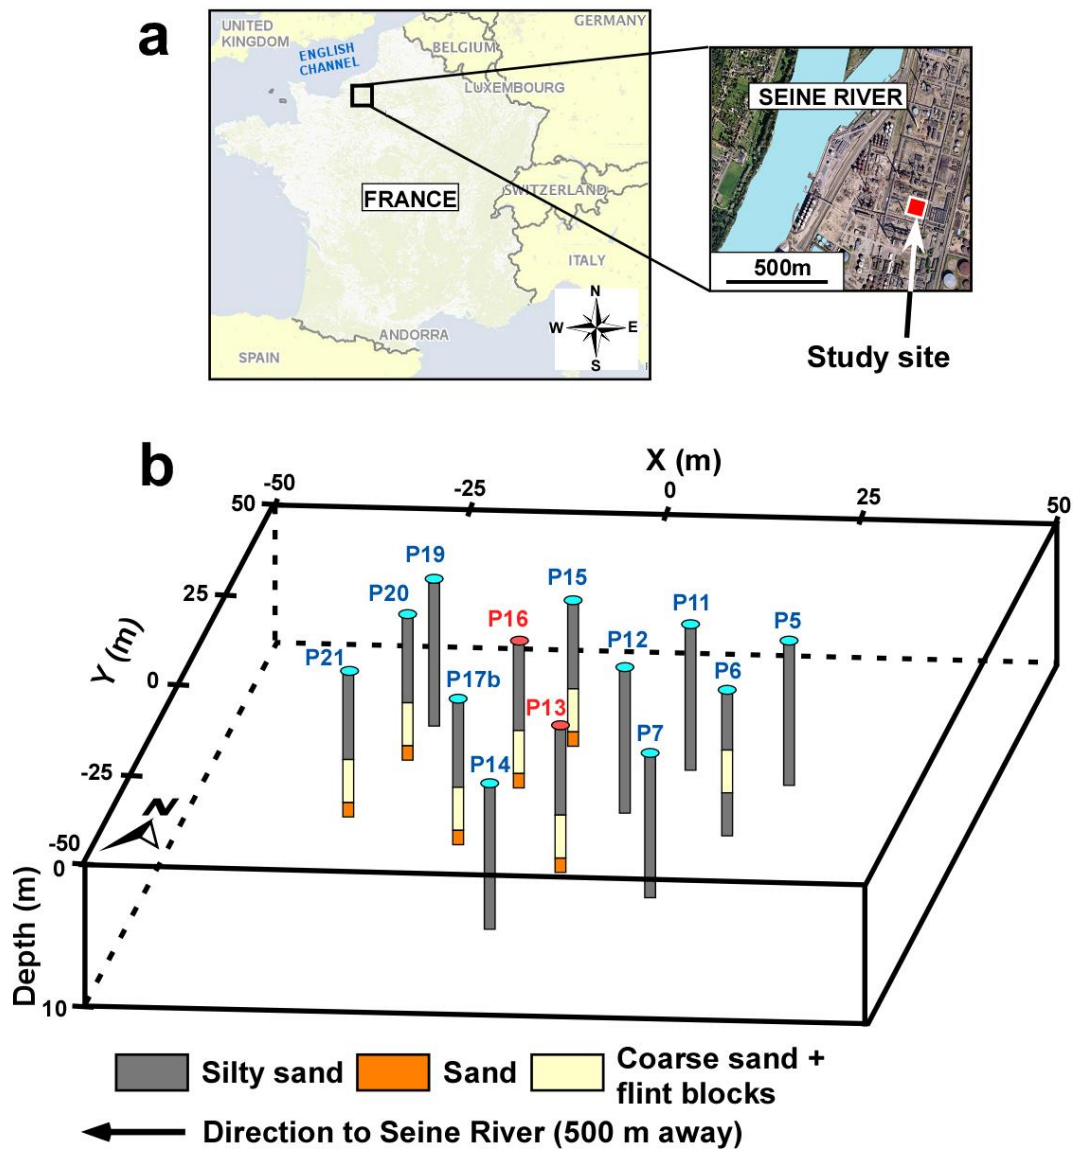 a
UNITED
KINGDOM
ENGLISH
CHANNEL
BELGIUM
GERMANY
LUXEMBOURG
FRANCE
SWITZERLAND
ITALY
ANDORRA
SPAIN
N
W
E
S
SEINE RIVER
500m
Study site
b
X (m)
-50
-25
0
25
50
50
25
0
-25
-50
Y (m)
P19
P20
P15
P16
P11
P5
P12
P21
P17b
P6
P13
P7
P14
N
0
Depth (m)
10
Silty sand
Sand
Coarse sand +
flint blocks
Direction to Seine River (500 m away)